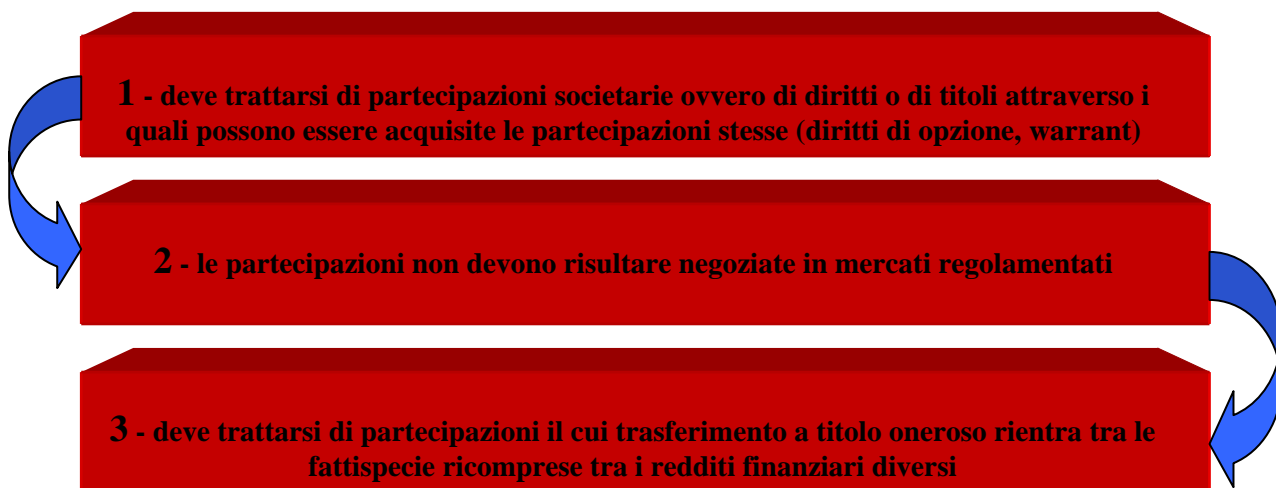 1 - deve trattarsi di partecipazioni societarie ovvero di diritti o di titoli attraverso i
quali possono essere acquisite le partecipazioni stesse (diritti di opzione, warrant)
2 - le partecipazioni non devono risultare negoziate in mercati regolamentati
3 - deve trattarsi di partecipazioni il cui trasferimento a titolo oneroso rientra tra le
fattispecie ricomprese tra i redditi finanziari diversi